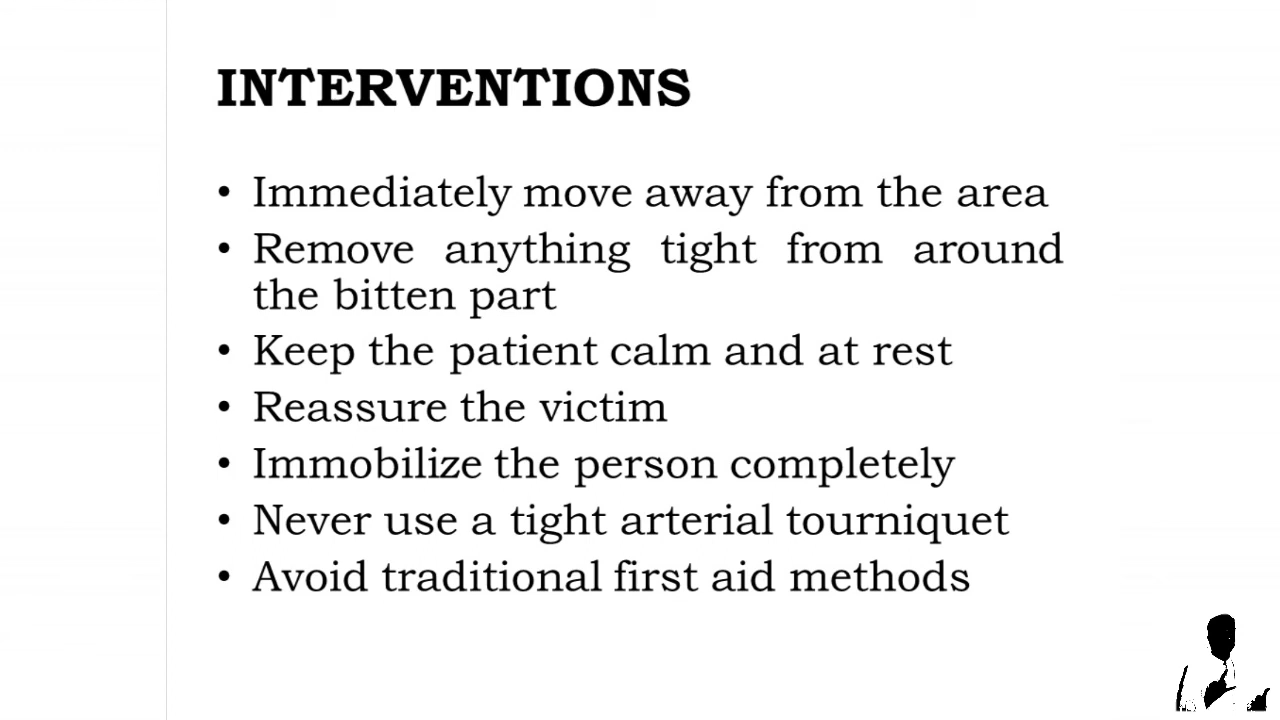 INTERVENTIONS
• Immediately move away from the area
• Remove anything tight from around
the bitten part
• Keep the patient calm and at rest
• Reassure the victim
• Immobilize the person completely
• Never use a tight arterial tourniquet
• Avoid traditional first aid methods